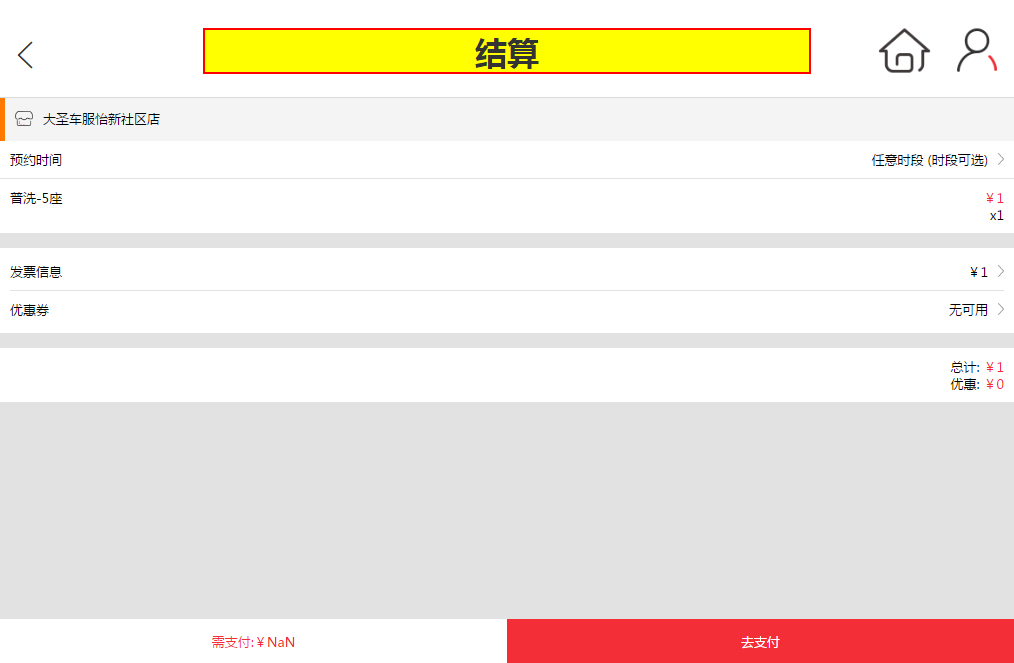 结算
大圣车服怡新社区店
预约时间 任意时段 (时段可选)
普洗-5座 ¥ 1
x1
发票信息 ¥ 1
优惠券 无可用
总计: ¥ 1
优惠: ¥ 0
需支付: ¥ NaN 去支付